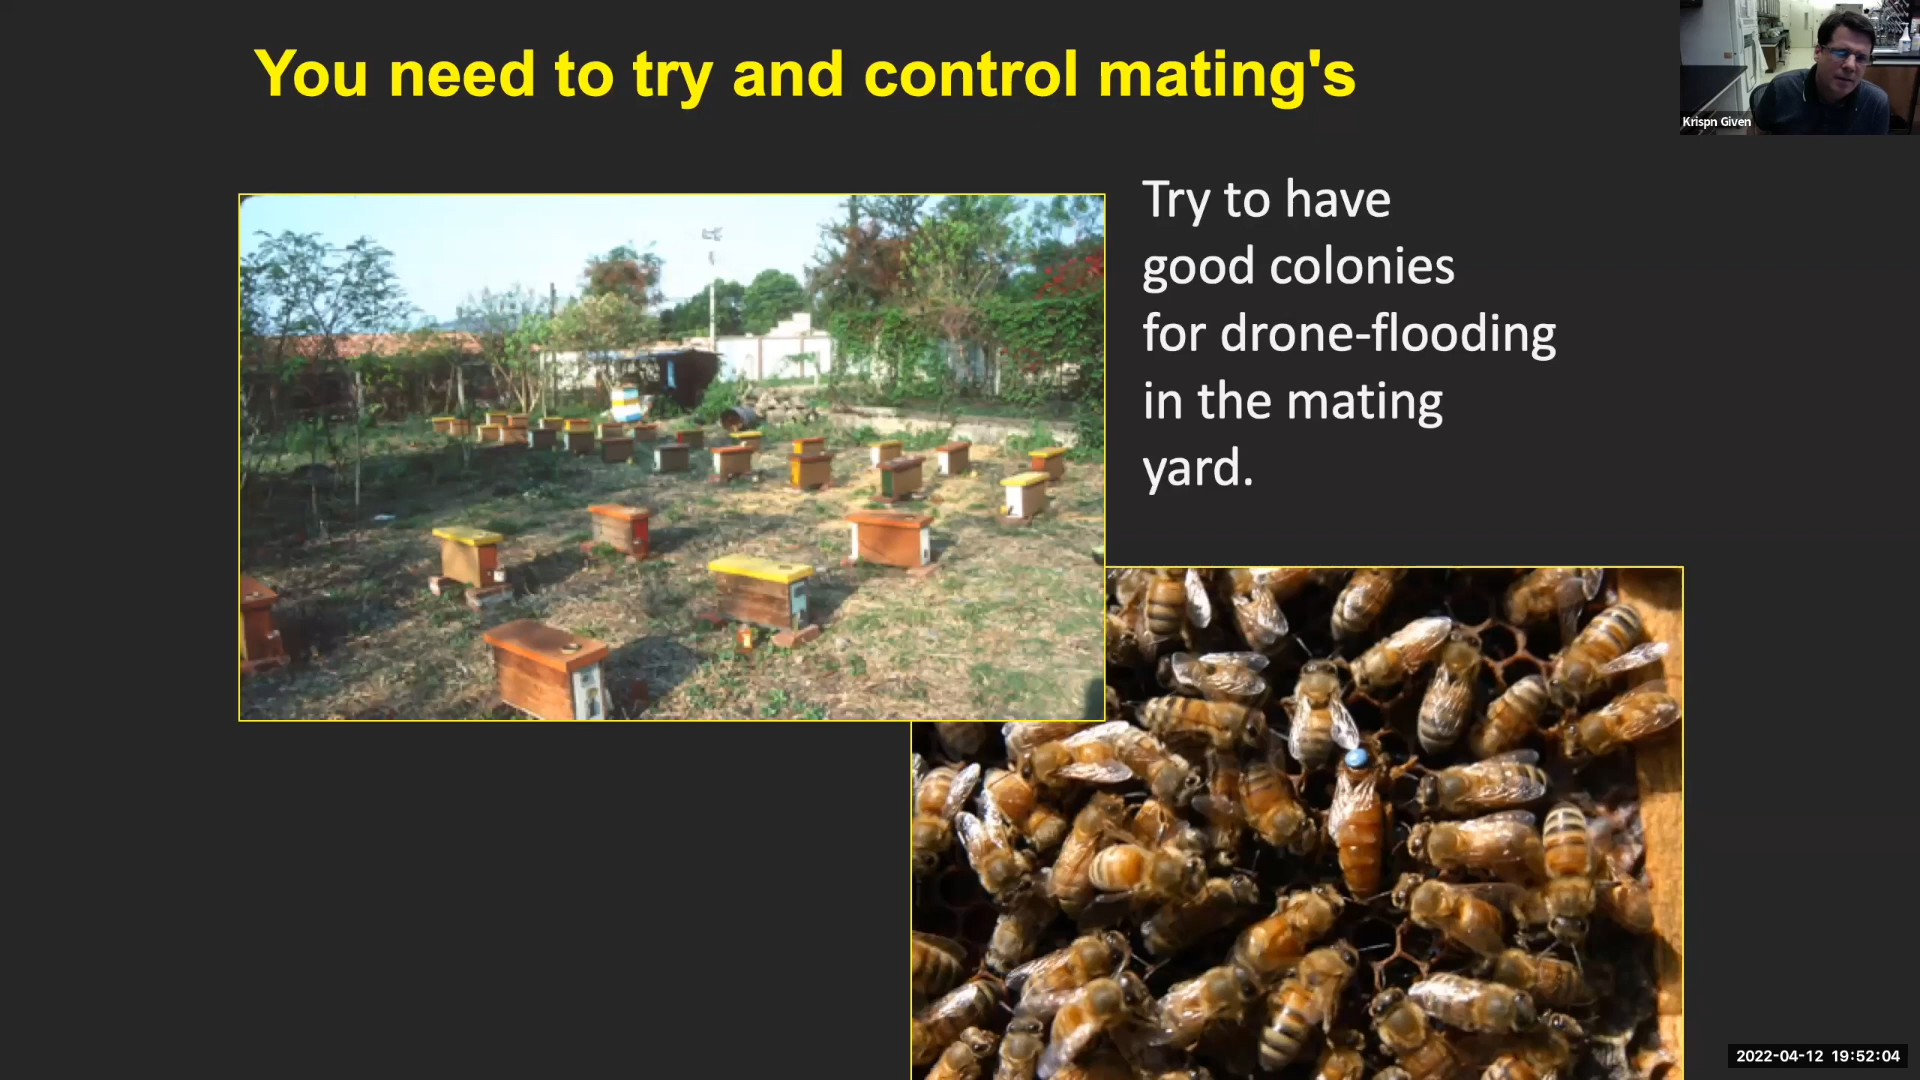 You need to try and control mating's
Krispn Given
Try to have
good colonies
for drone-flooding
in the mating
yard.
2022-04-12 19:52:04